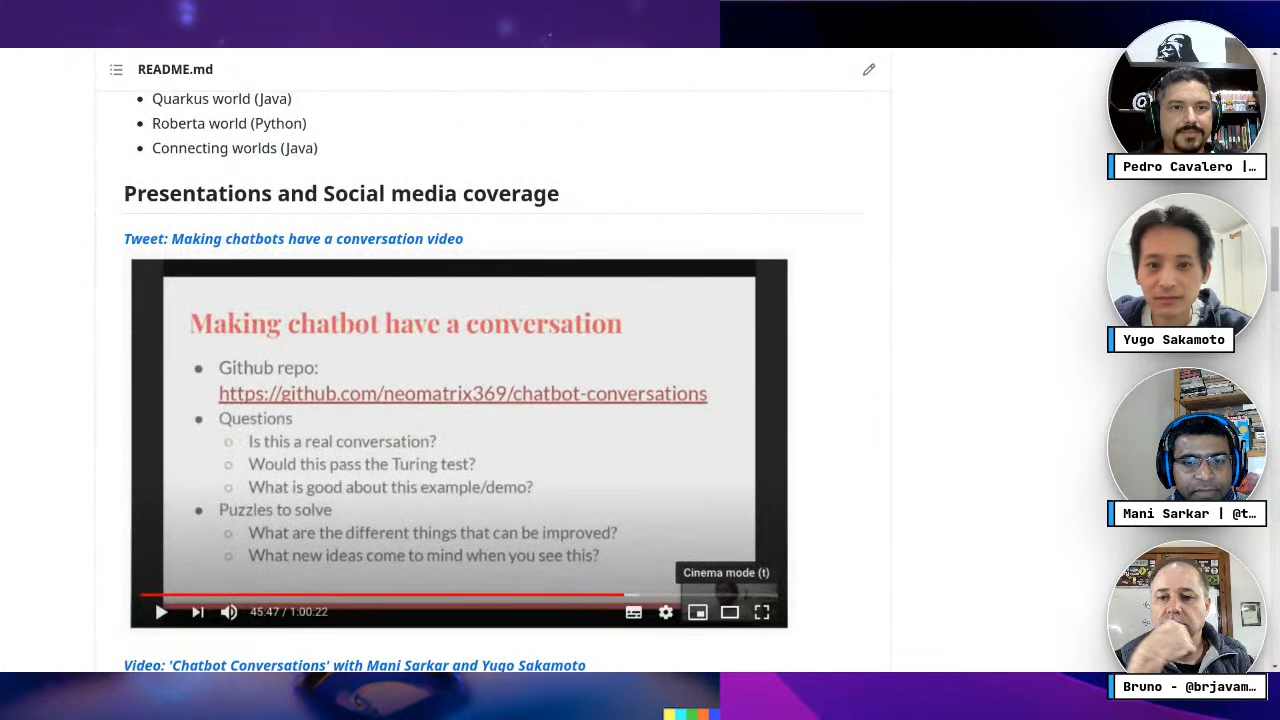 README.md
Quarkus world (Java)
Roberta world (Python)
Connecting worlds (Java)
Presentations and Social media coverage
Tweet: Making chatbots have a conversation video
Making chatbot have a conversation
Github repo:
https://github.com/neomatrix369/chatbot-conversations
Questions
Is this a real conversation?
Would this pass the Turing test?
What is good about this example/demo?
Puzzles to solve
What are the different things that can be improved?
What new ideas come to mind when you see this?
Cinema mode (t)
45:47 / 1:00:22
Video: 'Chatbot Conversations' with Mani Sarkar and Yugo Sakamoto
Pedro Cavalero |…
Yugo Sakamoto
Mani Sarkar | @t…
Bruno - @brjavam…